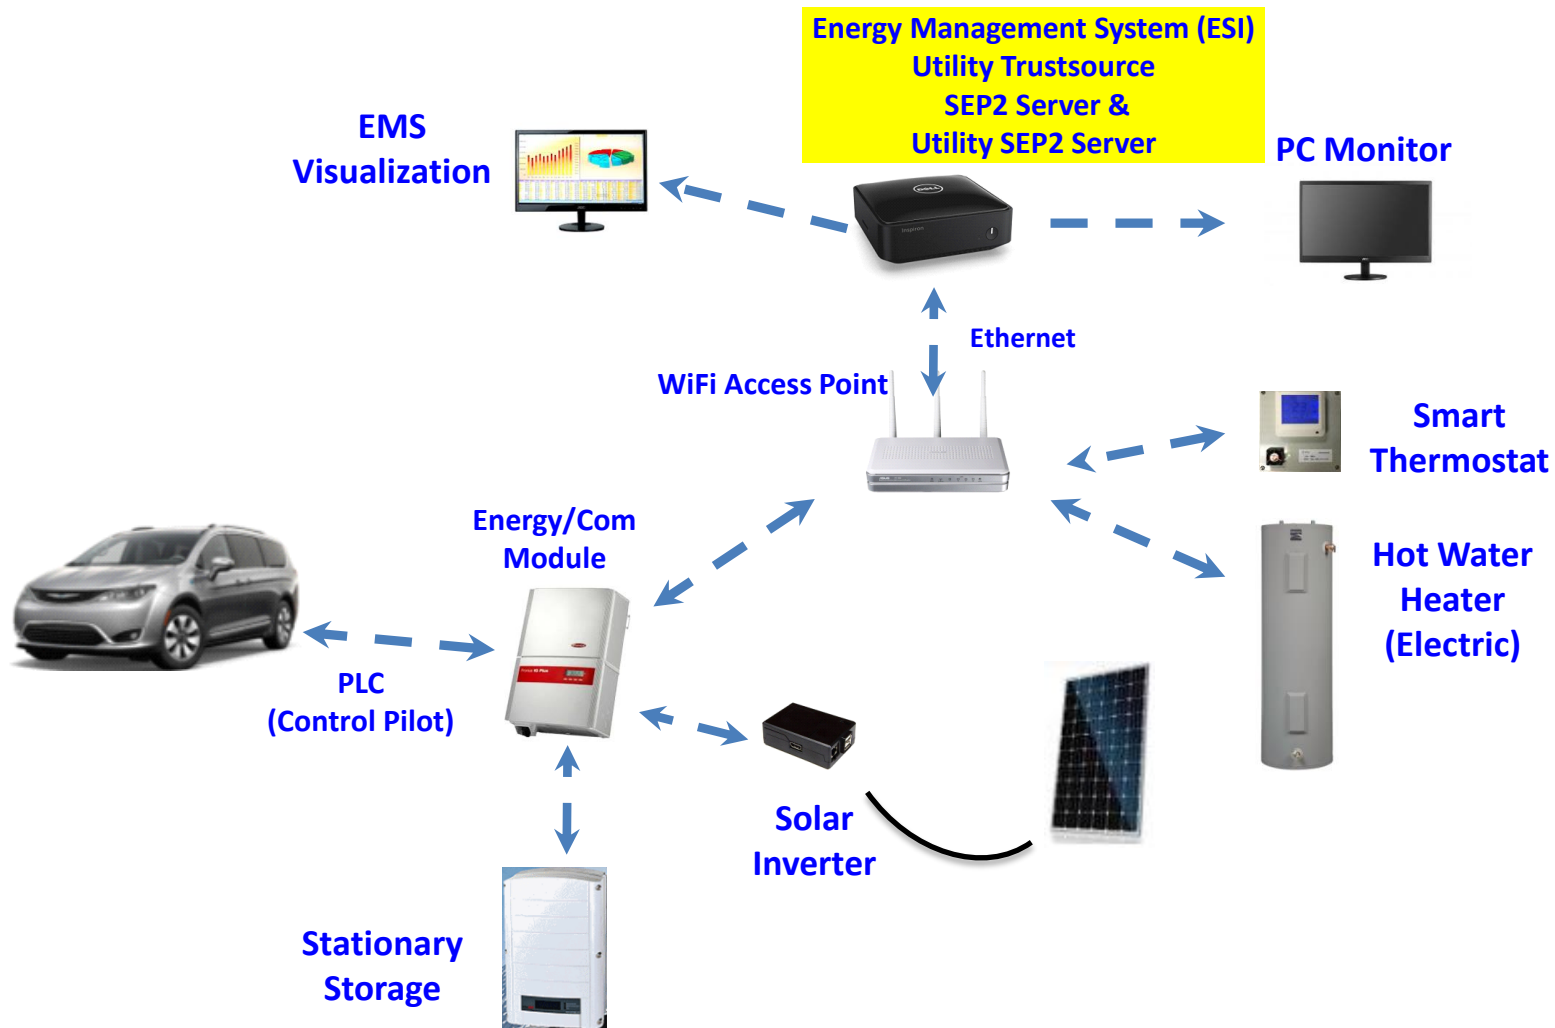 Energy Management System (ESI)
Utility Trustsource
SEP2 Server &
Utility SEP2 Server
EMS
Visualization
PC Monitor
DELL
Ethernet
WiFi Access Point
Smart
Thermostat
Energy/Com
Module
Hot Water
Heater
(Electric)
PLC
(Control Pilot)
Solar
Inverter
Stationary
Storage